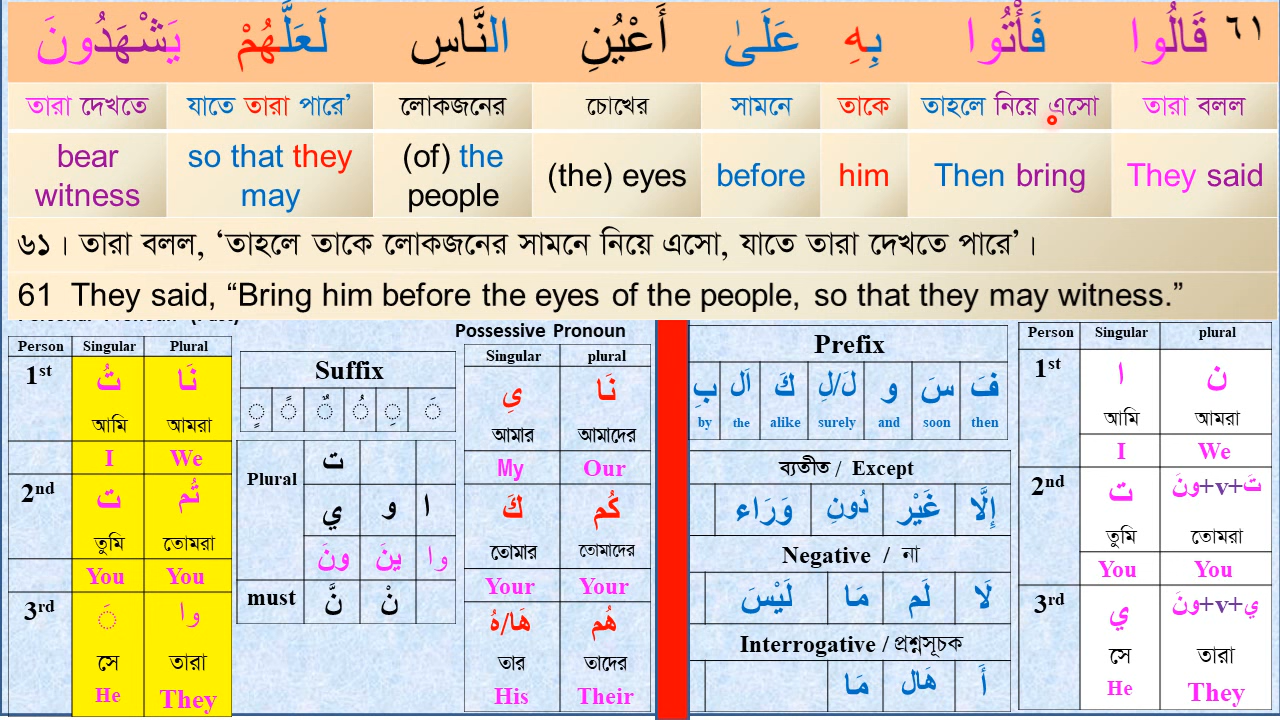 قَالُوا فَأْتُوا بِهِ عَلَىٰ أَعْيُنِ النَّاسِ لَعَلَّهُمْ يَشْهَدُونَ ٦١
তারা দেখতে যাতে তারা পারে’ লোকজনের চোখের সামনে তাকে তাহলে নিয়ে এসো তারা বলল
bear witness so that they may (of) the people (the) eyes before him Then bring They said
৬১। তারা বলল, ‘তাহলে তাকে লোকজনের সামনে নিয়ে এসো, যাতে তারা দেখতে পারে’।
61 They said, “Bring him before the eyes of the people, so that they may witness.”
Person Singular Plural
1st تُ نَا
আমি আমরা
I We
2nd ت تُم
তুমি তোমরা
You You
3rd َ وا
সে তারা
He They
Suffix
ٍ ً ٌ ُ ِ َ
Plural ت
ي و ا
ونَ ينَ وا
must نَّ نْ
Possessive Pronoun
Singular plural
يِ نَا
আমার আমাদের
My Our
كَ كُم
তোমার তোমাদের
Your Your
هَا/هُ هُم
তার তাদের
His Their
Prefix
بِ اَل كَ لَ/لِ و سَ فَ
by the alike surely and soon then
ব্যতীত / Except
وَرَاء دُونِ غَيْر إِلَّا
Negative / না
لَيْسَ مَا لَم لَا
Interrogative / প্রশ্নসূচক
مَا هَال أَ
Person Singular plural
1st ا ن
আমি আমরা
I We
2nd ت تَ+v+ونَ
তুমি তোমরা
You You
3rd ي ي+v+ونَ
সে তারা
He They